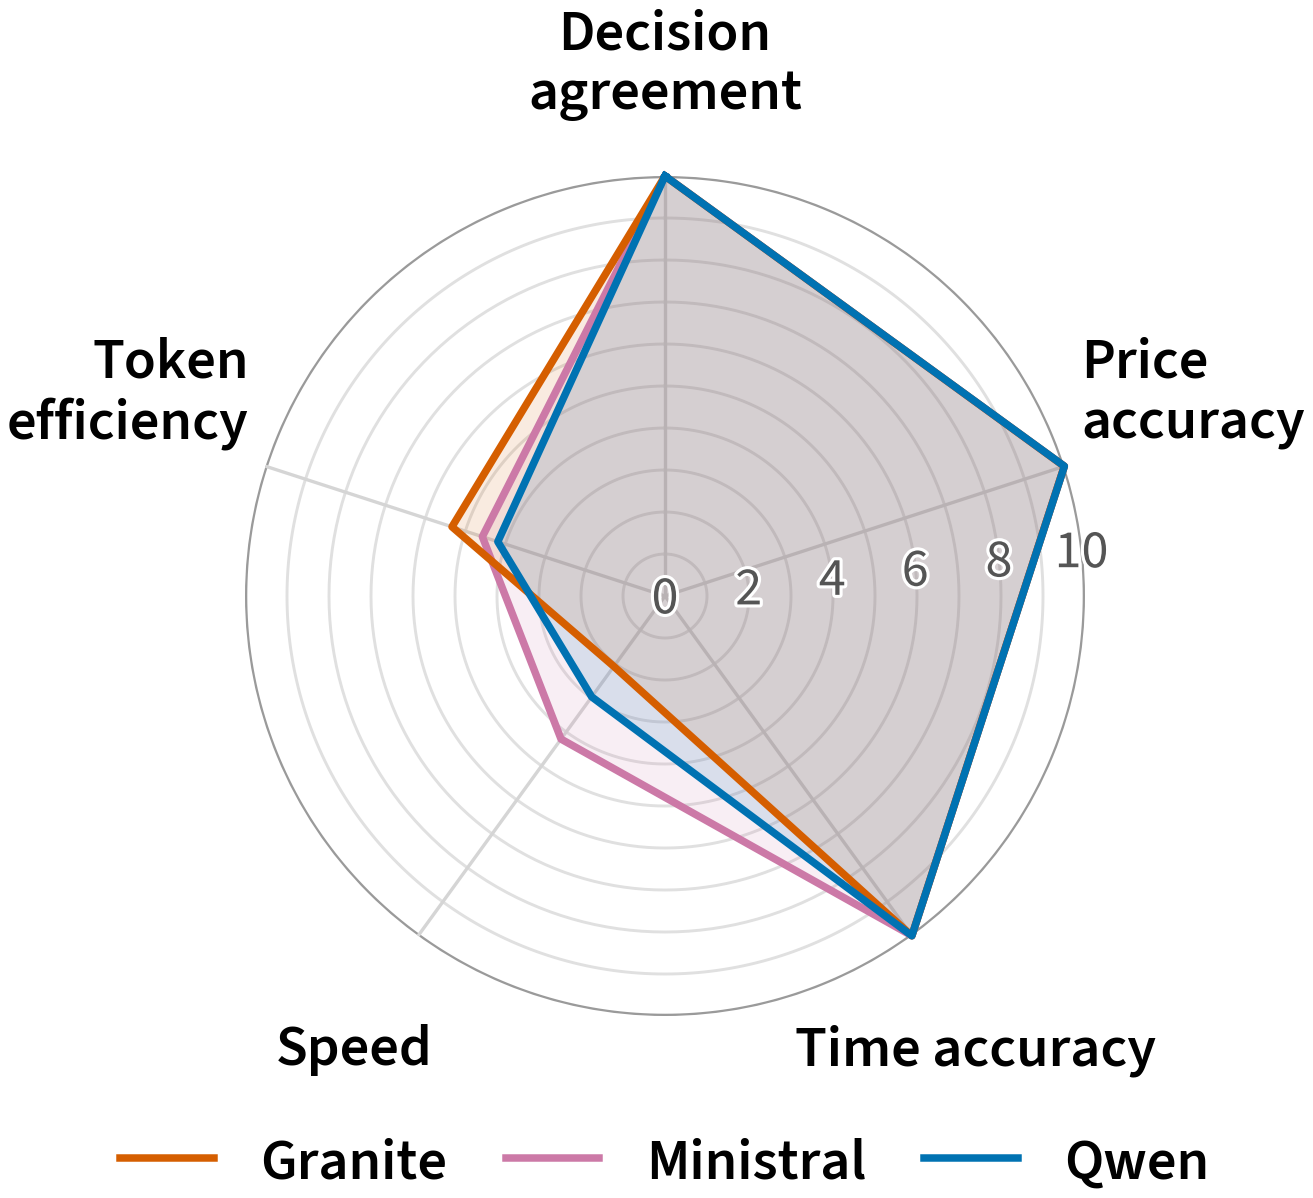 Decision
agreement
Token
efficiency
Price
accuracy
0
2
4
6
8
10
Speed
Time accuracy
Granite
Ministral
Qwen